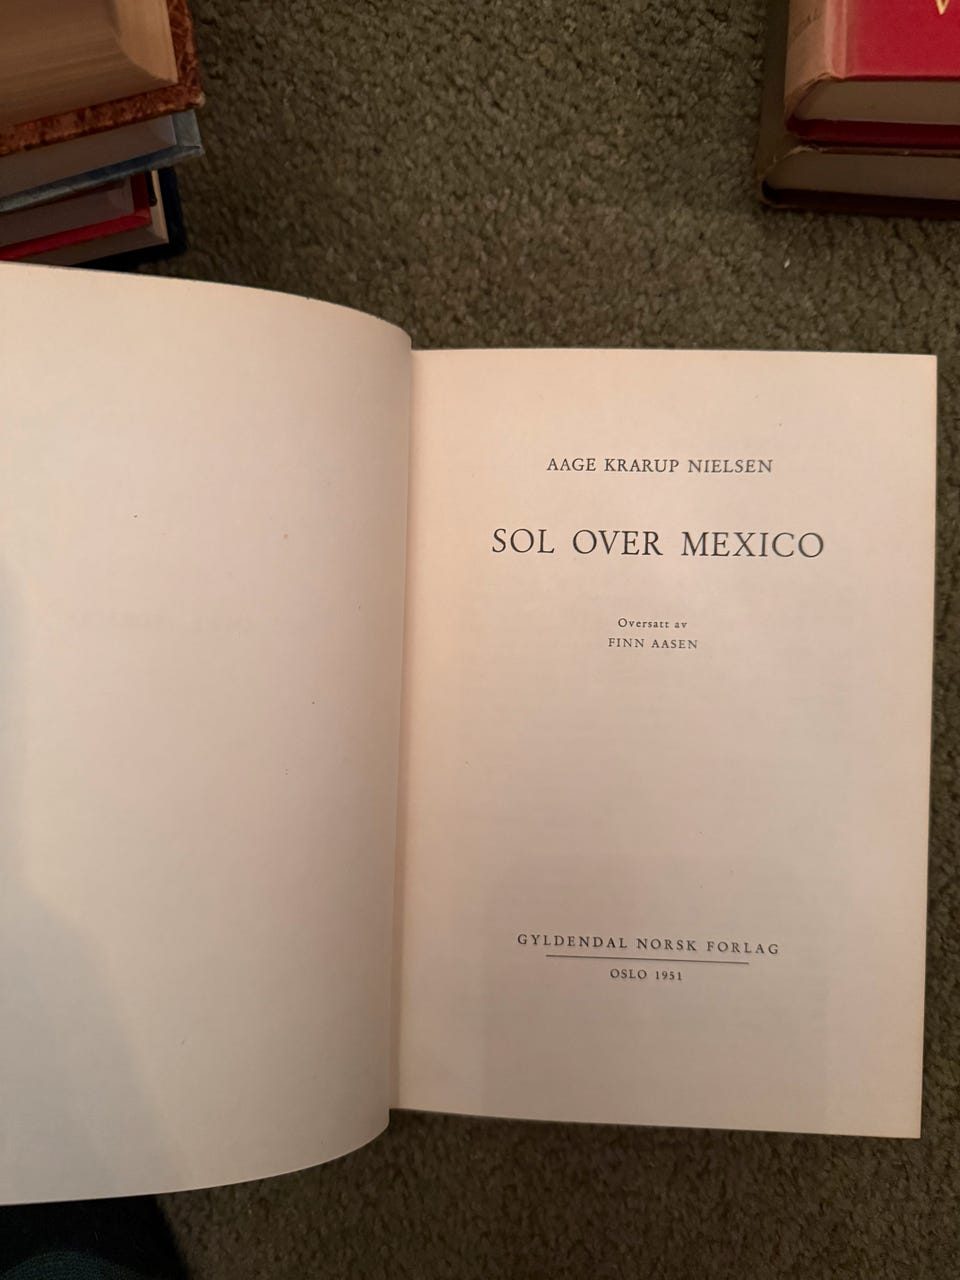 AAGE KRARUP NIELSEN
SOL OVER MEXICO
Oversatt av
FINN AASEN
GYLDENDAL NORSK FORLAG
OSLO 1951